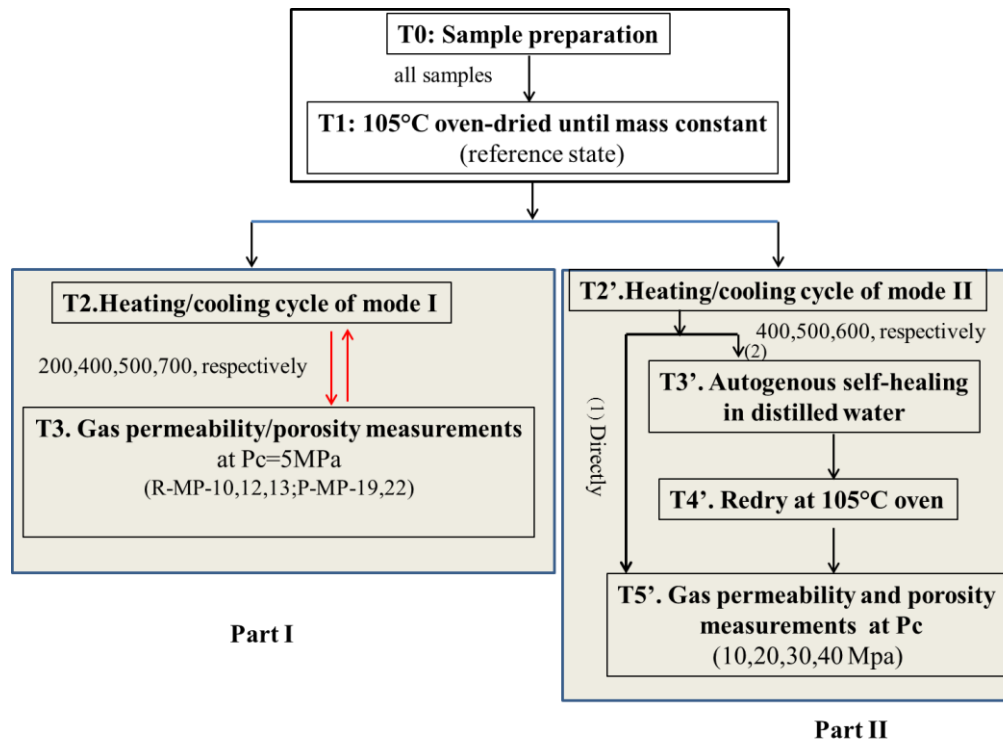 T0: Sample preparation
all samples
T1: 105°C oven-dried until mass constant
(reference state)
T2.Heating/cooling cycle of mode I
200,400,500,700, respectively
T3. Gas permeability/porosity measurements
at Pc=5MPa
(R-MP-10,12,13;P-MP-19,22)
Part I
T2’.Heating/cooling cycle of mode II
400,500,600, respectively
(2)
(1) Directly
T3’. Autogenous self-healing
in distilled water
T4’. Redry at 105°C oven
T5’. Gas permeability and porosity
measurements at Pc
(10,20,30,40 Mpa)
Part II